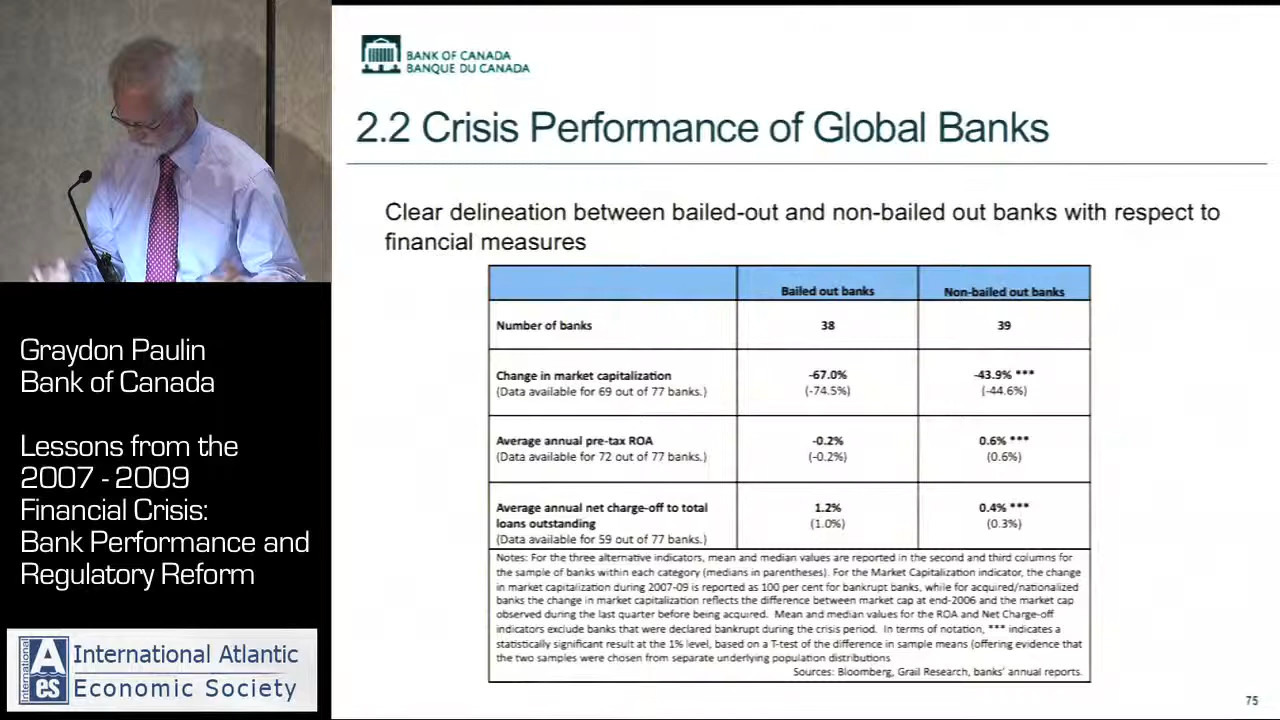 BANK OF CANADA
BANQUE DU CANADA
2.2 Crisis Performance of Global Banks
Clear delineation between bailed-out and non-bailed out banks with respect to
financial measures
Bailed out banks
Non-bailed out banks
Number of banks
38
39
Change in market capitalization
(Data available for 69 out of 77 banks.)
-67.0%
(-74.5%)
-43.9% ***
(-44.6%)
Average annual pre-tax ROA
(Data available for 72 out of 77 banks.)
-0.2%
(-0.2%)
0.6% ***
(0.6%)
Average annual net charge-off to total
loans outstanding
(Data available for 59 out of 77 banks.)
1.2%
(1.0%)
0.4% ***
(0.3%)
Notes: For the three alternative indicators, mean and median values are reported in the second and third columns for
the sample of banks within each category (medians in parentheses). For the Market Capitalization indicator, the change
in market capitalization during 2007-09 is reported as 100 per cent for bankrupt banks, while for acquired/nationalized
banks the change in market capitalization reflects the difference between market cap at end-2006 and the market cap
observed during the last quarter before being acquired. Mean and median values for the ROA and Net Charge-off
indicators exclude banks that were declared bankrupt during the crisis period. In terms of notation, *** indicates a
statistically significant result at the 1% level, based on a T-test of the difference in sample means (offering evidence that
the two samples were chosen from separate underlying population distributions
Sources: Bloomberg, Grail Research, banks' annual reports.
75
Graydon Paulin
Bank of Canada
Lessons from the
2007 - 2009
Financial Crisis:
Bank Performance and
Regulatory Reform
International
A
es
International Atlantic
Economic Society